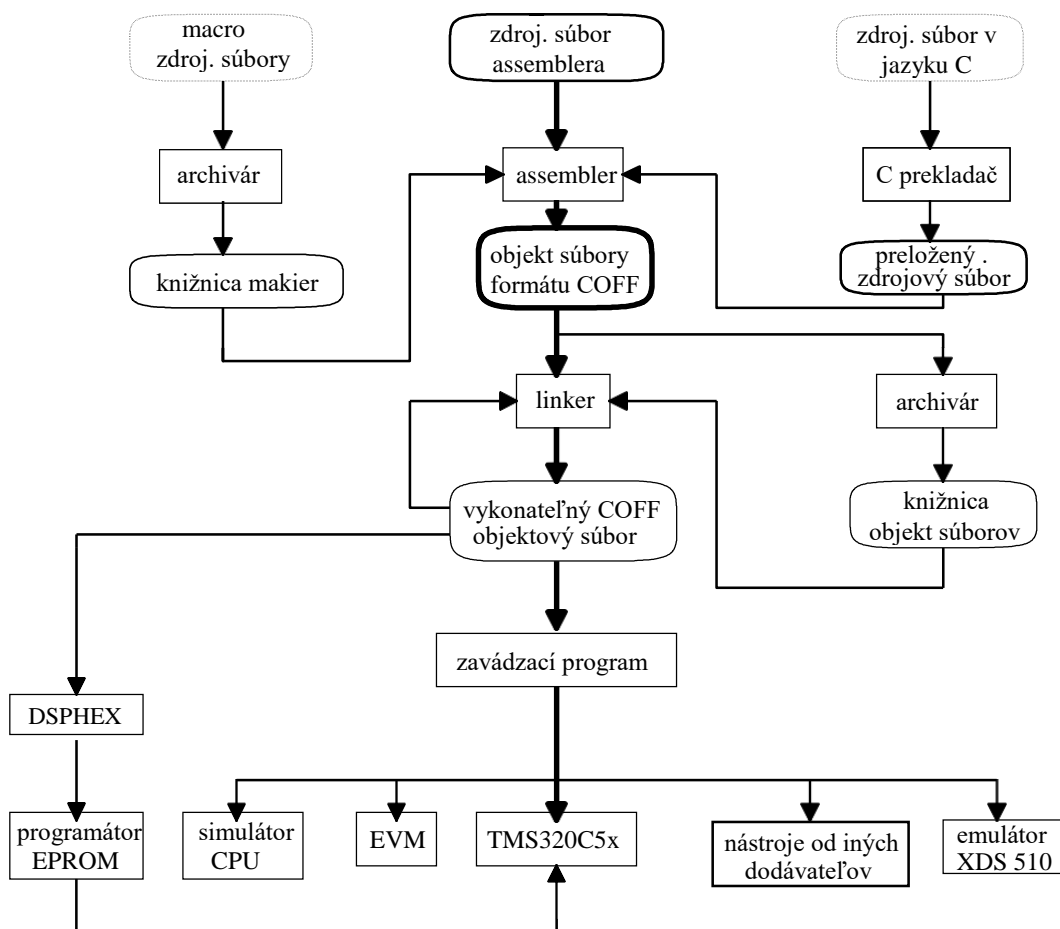 macro
zdroj. súbory
zdroj. súbor
assemblera
zdroj. súbor v
jazyku C
archivár
assembler
C prekladač
knižnica makier
objekt súbory
formátu COFF
preložený .
zdrojový súbor
linker
archivár
vykonateľný COFF
objektový súbor
knižnica
objekt súborov
zavádzací program
DSPHEX
programátor
EPROM
simulátor
CPU
EVM
TMS320C5x
nástroje od iných
dodávateľov
emulátor
XDS 510